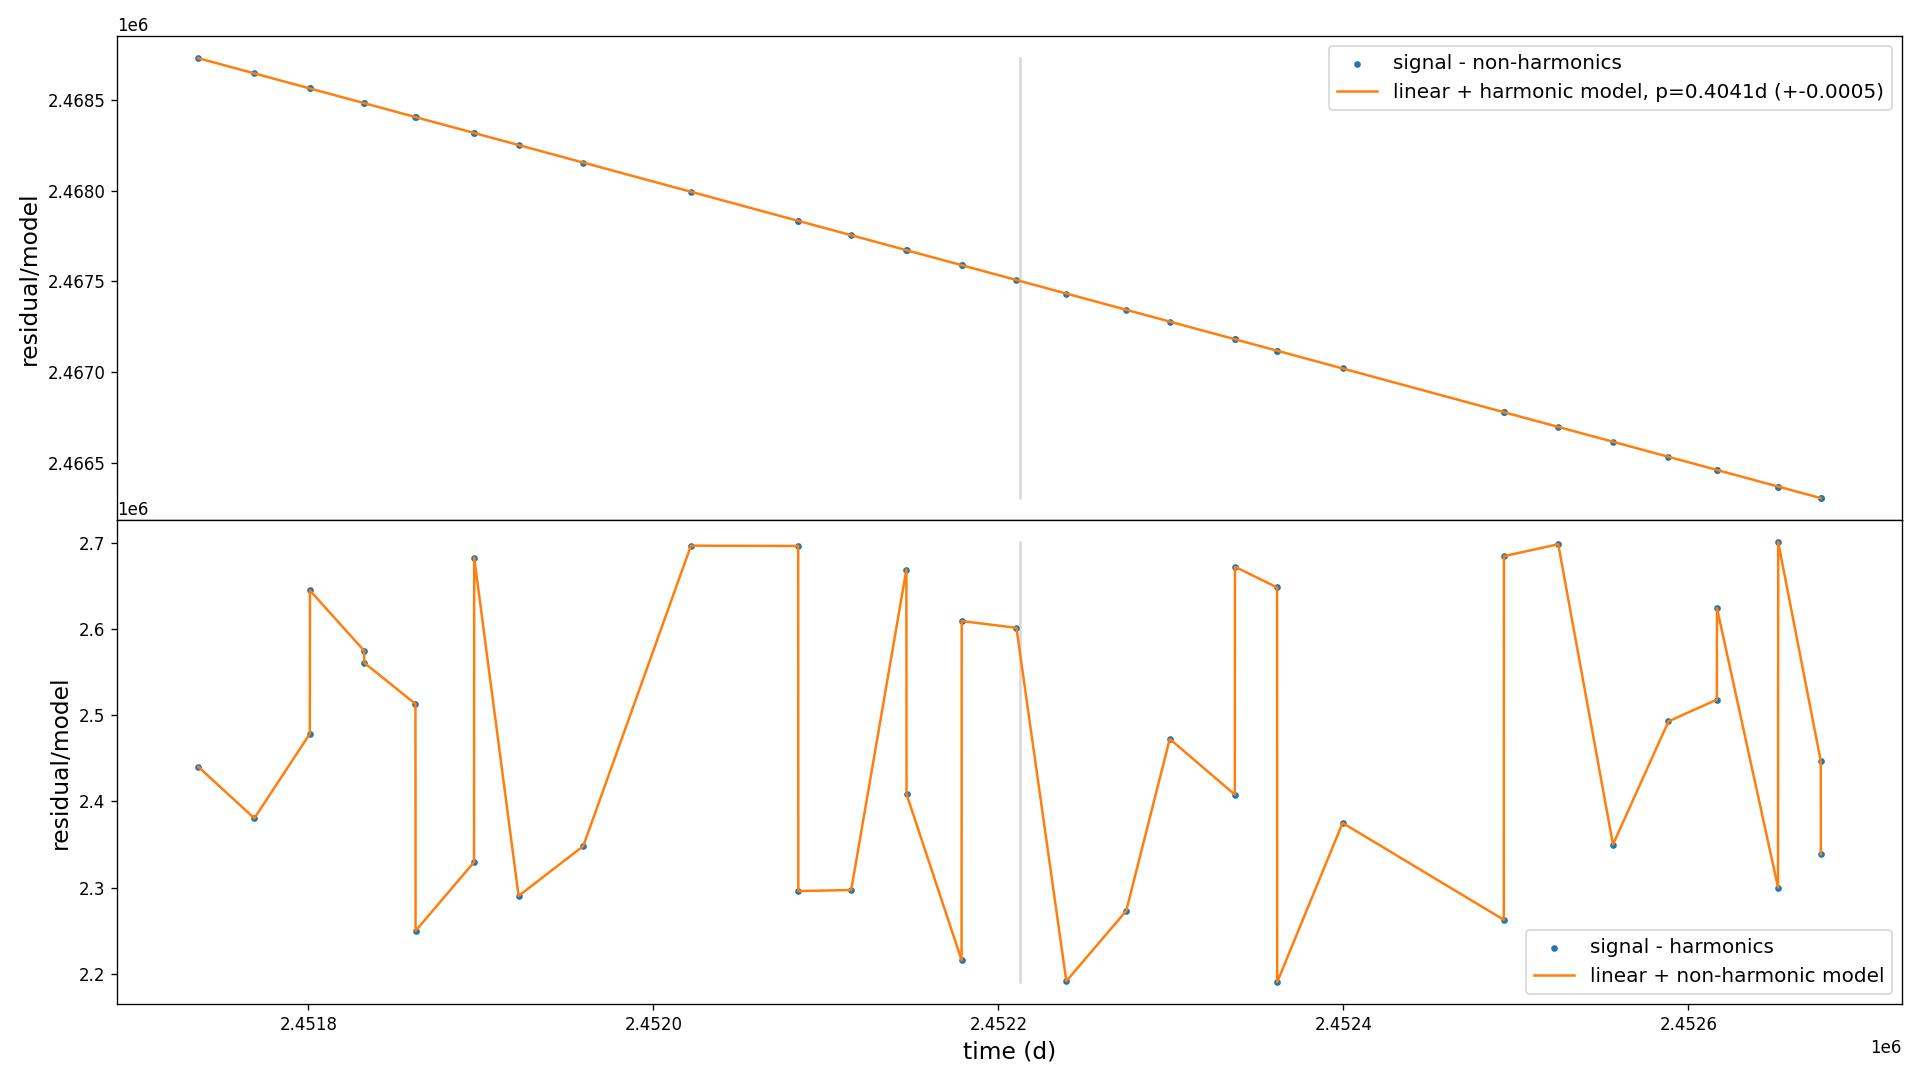 1e6
signal - non-harmonics
linear + harmonic model, p=0.4041d (+-0.0005)
2.4685
2.4680
2.4675
2.4670
2.4665
residual/model
1e6
2.7
2.6
2.5
2.4
2.3
2.2
residual/model
signal - harmonics
linear + non-harmonic model
2.4518
2.4520
2.4522
2.4524
2.4526
time (d)
1e6